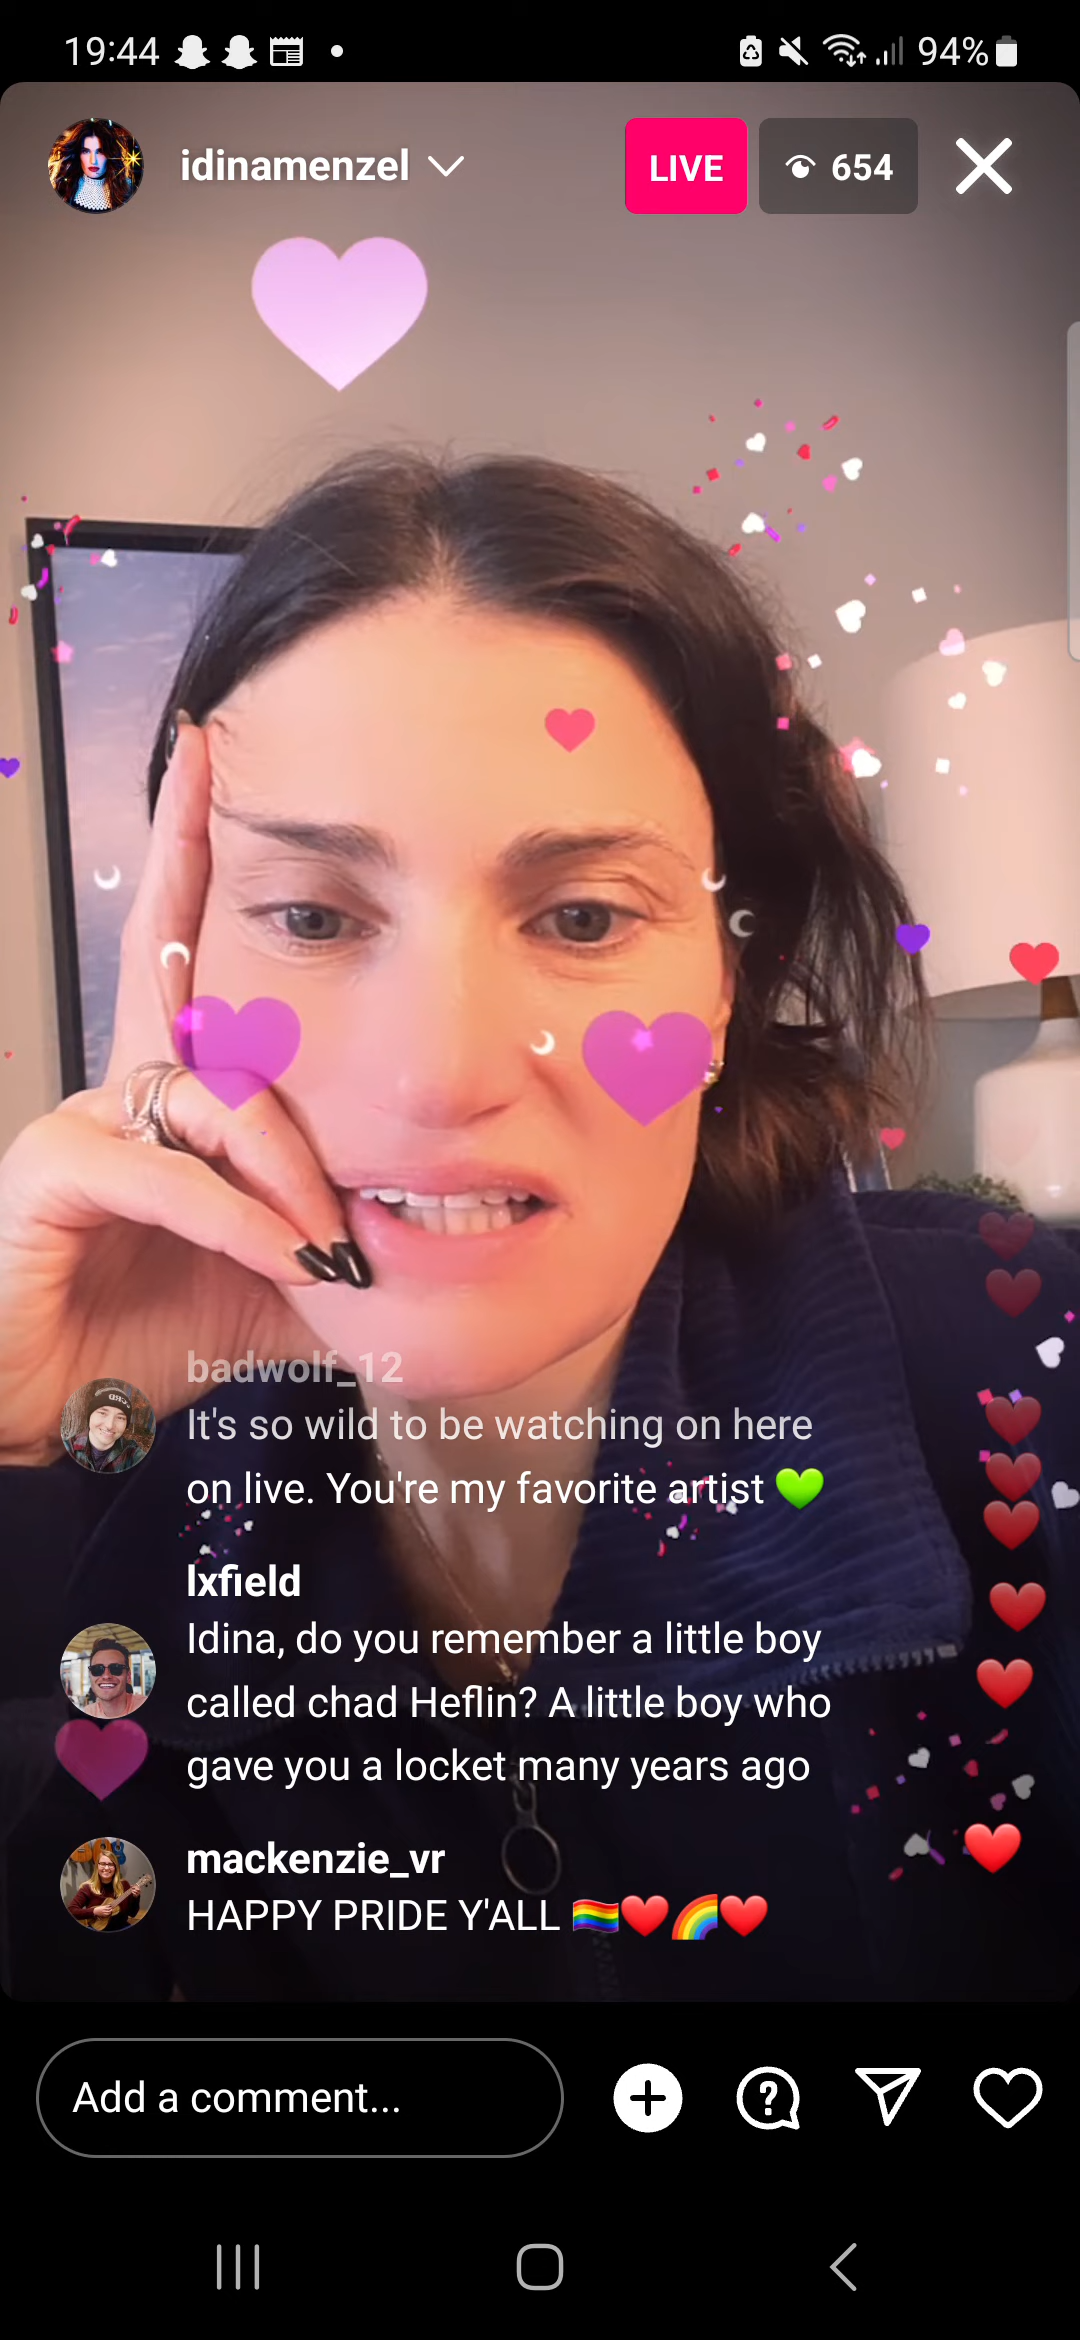 19:44
94%
idinamenzel
LIVE
654
badwolf_12
It's so wild to be watching on here
on live. You're my favorite artist 💚
lxfield
Idina, do you remember a little boy
called chad Heflin? A little boy who
gave you a locket many years ago
mackenzie_vr
HAPPY PRIDE Y'ALL 🏳️‍🌈❤️🌈❤️
Add a comment...